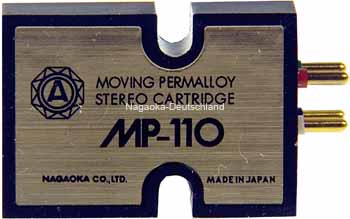 A
MOVING PERMALLOY
STEREO CARTRIDGE
Nagaoka-Deutschland
MP-110
NAGAOKA CO.,LTD.
MADE IN JAPAN